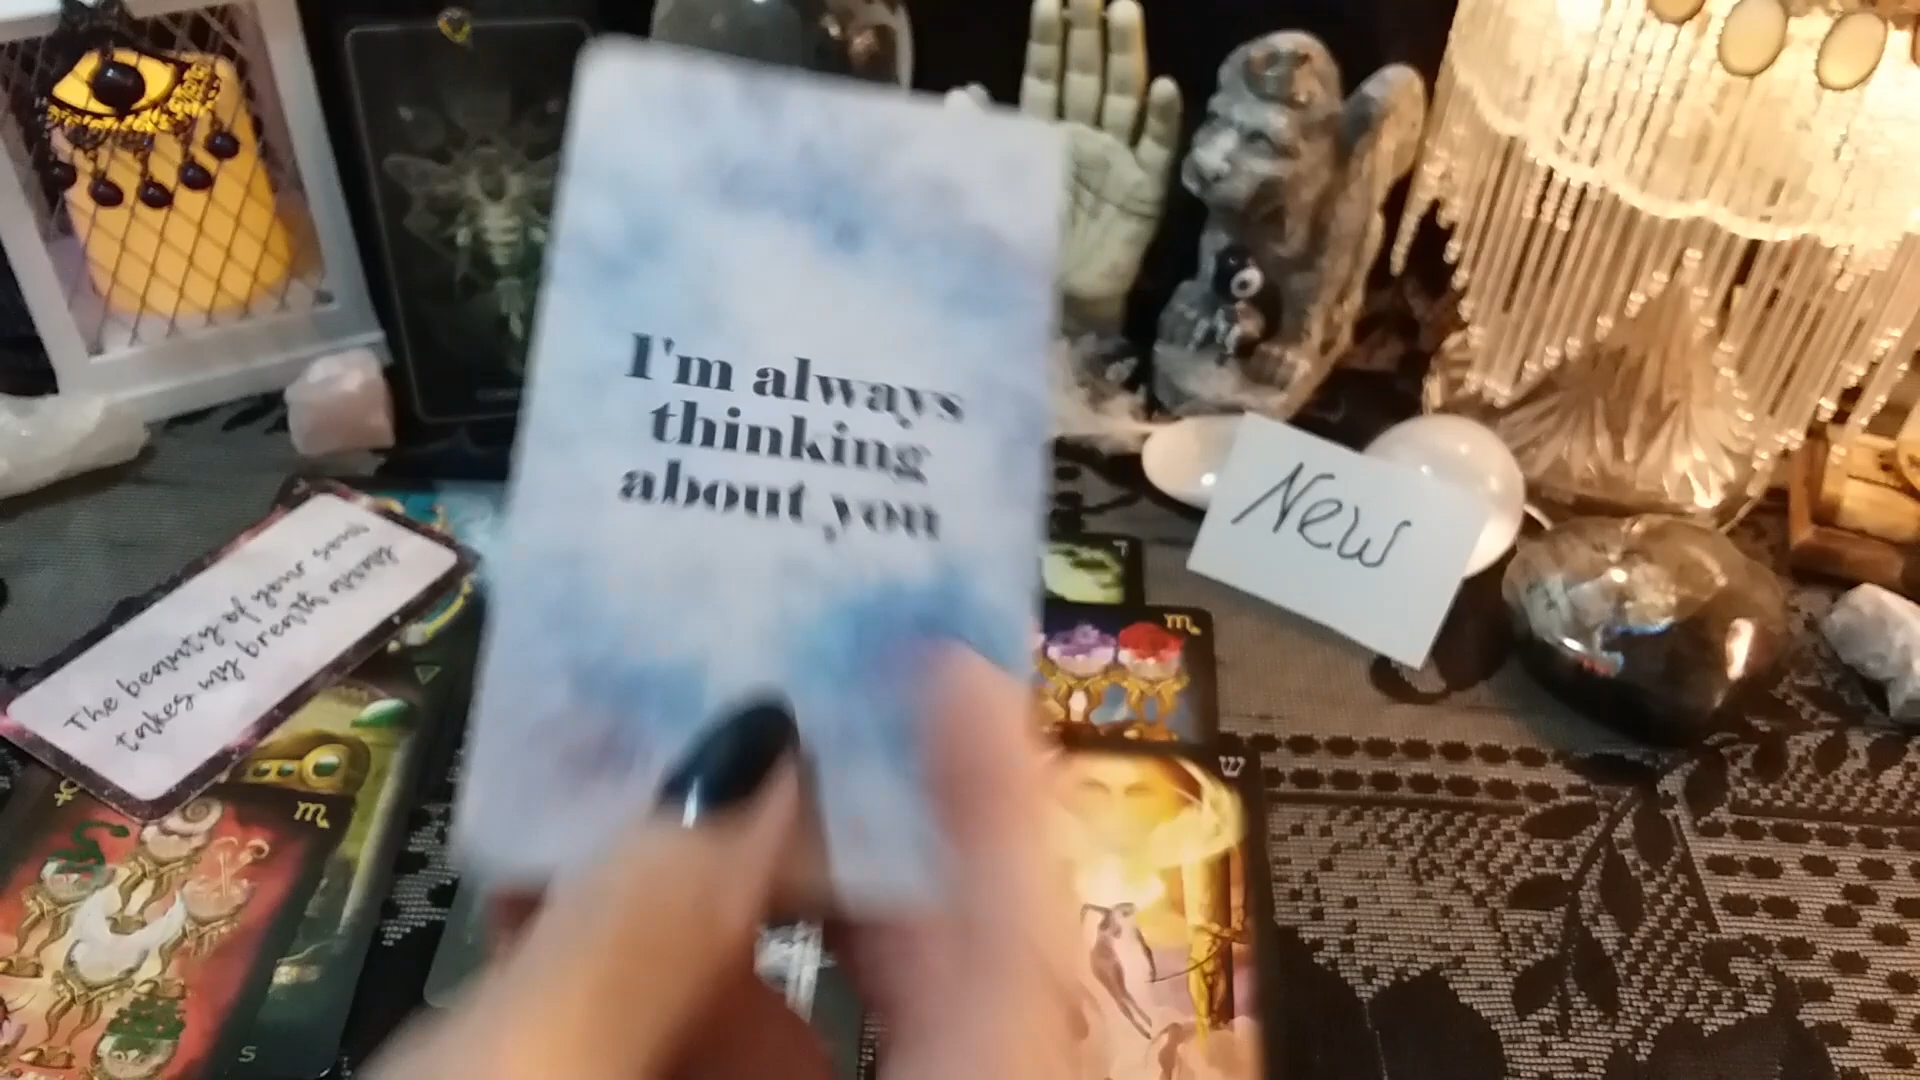 I'm always
thinking
about you
The beauty of your soul
takes my breath away
New